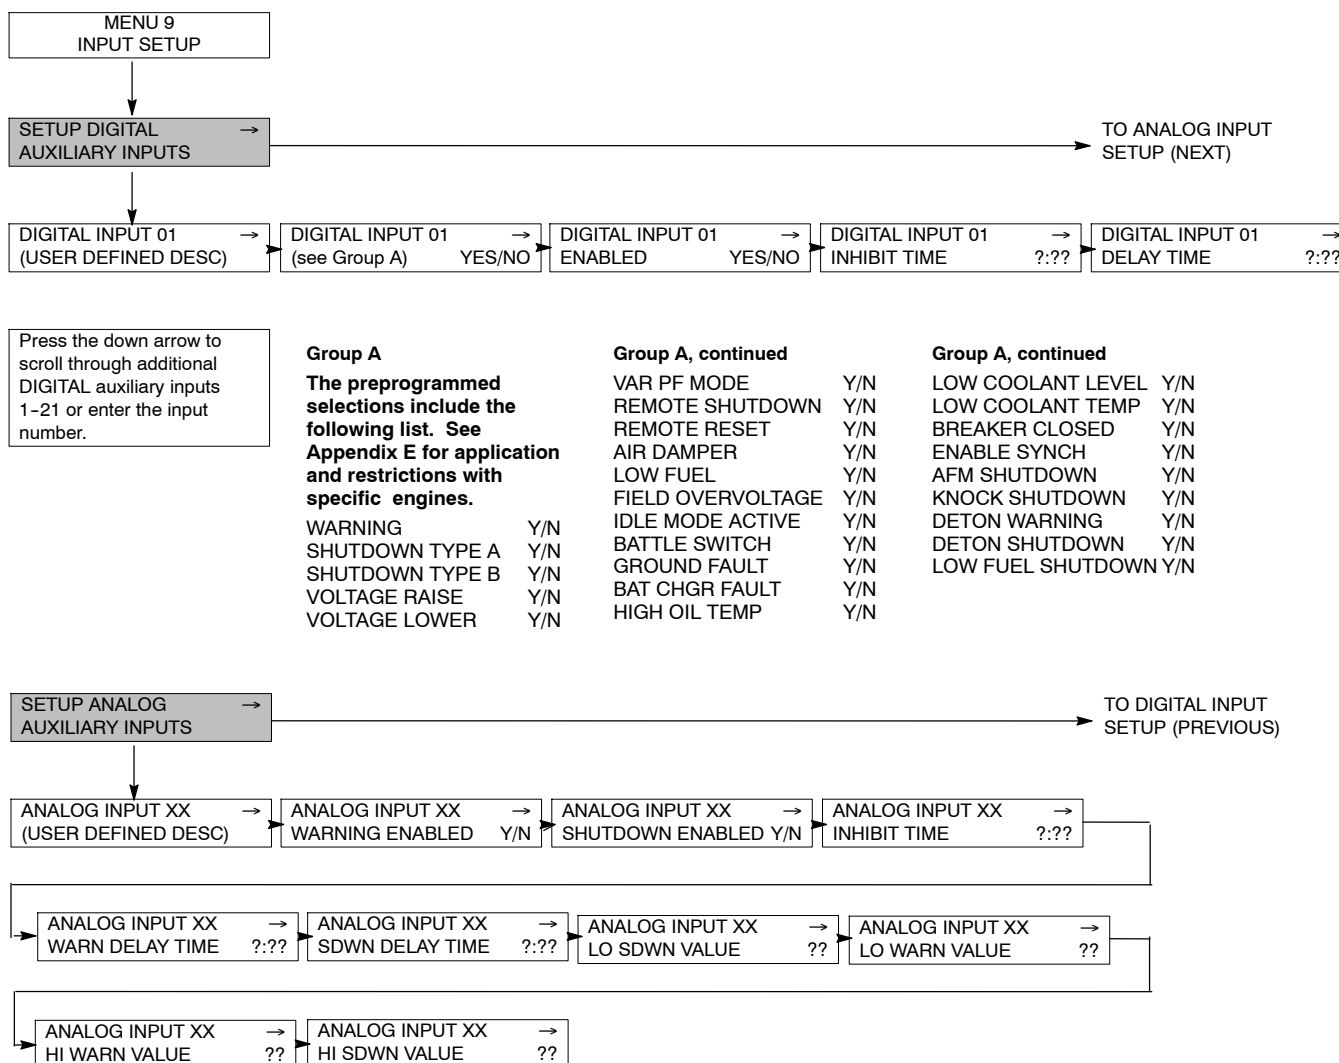 MENU 9
INPUT SETUP
SETUP DIGITAL →
AUXILIARY INPUTS
TO ANALOG INPUT
SETUP (NEXT)
DIGITAL INPUT 01 →
(USER DEFINED DESC)
DIGITAL INPUT 01 →
(see Group A) YES/NO
DIGITAL INPUT 01 →
ENABLED YES/NO
DIGITAL INPUT 01 →
INHIBIT TIME ?:??
DIGITAL INPUT 01 →
DELAY TIME ?:??
Press the down arrow to
scroll through additional
DIGITAL auxiliary inputs
1-21 or enter the input
number.
Group A
The preprogrammed
selections include the
following list. See
Appendix E for application
and restrictions with
specific engines.
WARNING Y/N
SHUTDOWN TYPE A Y/N
SHUTDOWN TYPE B Y/N
VOLTAGE RAISE Y/N
VOLTAGE LOWER Y/N
Group A, continued
VAR PF MODE Y/N
REMOTE SHUTDOWN Y/N
REMOTE RESET Y/N
AIR DAMPER Y/N
LOW FUEL Y/N
FIELD OVERVOLTAGE Y/N
IDLE MODE ACTIVE Y/N
BATTLE SWITCH Y/N
GROUND FAULT Y/N
BAT CHGR FAULT Y/N
HIGH OIL TEMP Y/N
Group A, continued
LOW COOLANT LEVEL Y/N
LOW COOLANT TEMP Y/N
BREAKER CLOSED Y/N
ENABLE SYNCH Y/N
AFM SHUTDOWN Y/N
KNOCK SHUTDOWN Y/N
DETON WARNING Y/N
DETON SHUTDOWN Y/N
LOW FUEL SHUTDOWN Y/N
SETUP ANALOG →
AUXILIARY INPUTS
TO DIGITAL INPUT
SETUP (PREVIOUS)
ANALOG INPUT XX →
(USER DEFINED DESC)
ANALOG INPUT XX →
WARNING ENABLED Y/N
ANALOG INPUT XX →
SHUTDOWN ENABLED Y/N
ANALOG INPUT XX →
INHIBIT TIME ?:??
ANALOG INPUT XX →
WARN DELAY TIME ?:??
ANALOG INPUT XX →
SDWN DELAY TIME ?:??
ANALOG INPUT XX →
LO SDWN VALUE ??
ANALOG INPUT XX →
LO WARN VALUE ??
ANALOG INPUT XX →
HI WARN VALUE ??
ANALOG INPUT XX →
HI SDWN VALUE ??